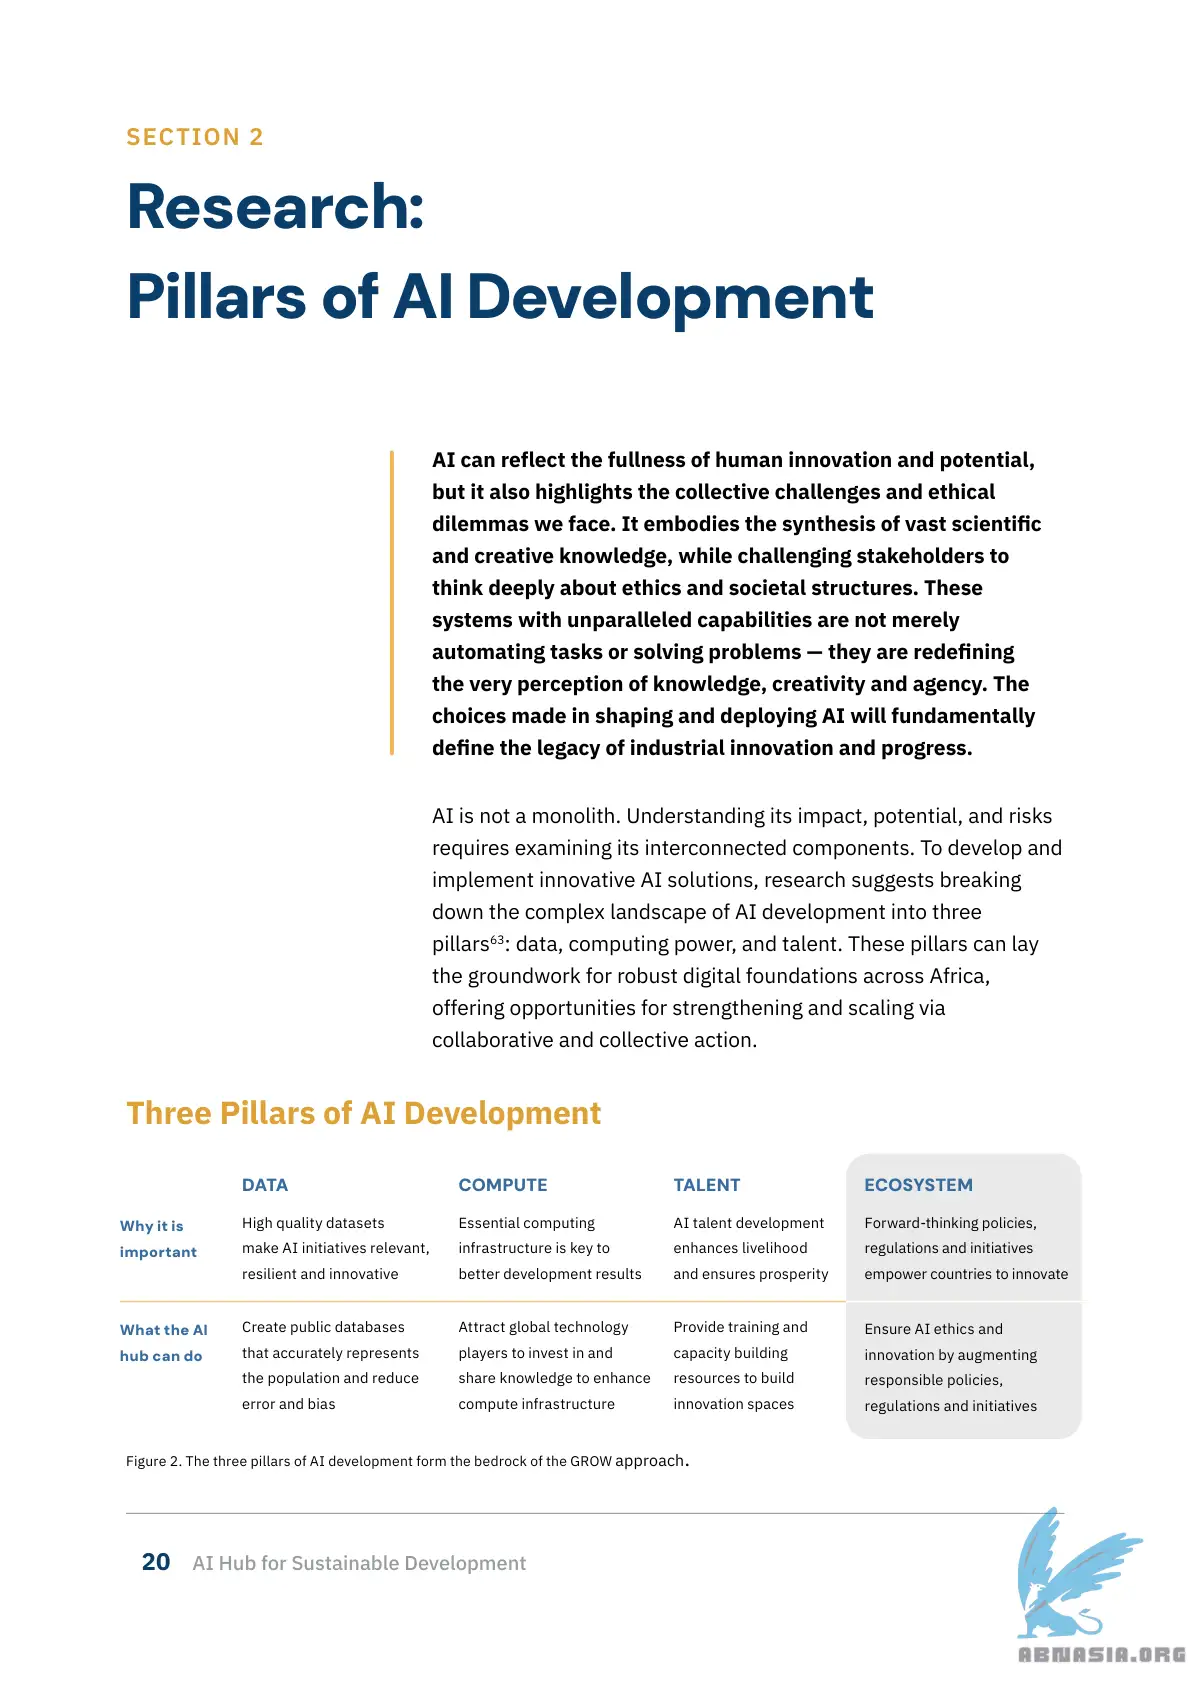 SECTION 2
Research:
Pillars of AI Development
AI can reflect the fullness of human innovation and potential,
but it also highlights the collective challenges and ethical
dilemmas we face. It embodies the synthesis of vast scientific
and creative knowledge, while challenging stakeholders to
think deeply about ethics and societal structures. These
systems with unparalleled capabilities are not merely
automating tasks or solving problems — they are redefining
the very perception of knowledge, creativity and agency. The
choices made in shaping and deploying AI will fundamentally
define the legacy of industrial innovation and progress.
AI is not a monolith. Understanding its impact, potential, and risks
requires examining its interconnected components. To develop and
implement innovative AI solutions, research suggests breaking
down the complex landscape of AI development into three
pillars⁶³: data, computing power, and talent. These pillars can lay
the groundwork for robust digital foundations across Africa,
offering opportunities for strengthening and scaling via
collaborative and collective action.
Three Pillars of AI Development
DATA
COMPUTE
TALENT
ECOSYSTEM
Why it is
important
High quality datasets
make AI initiatives relevant,
resilient and innovative
Essential computing
infrastructure is key to
better development results
AI talent development
enhances livelihood
and ensures prosperity
Forward-thinking policies,
regulations and initiatives
empower countries to innovate
What the AI
hub can do
Create public databases
that accurately represents
the population and reduce
error and bias
Attract global technology
players to invest in and
share knowledge to enhance
compute infrastructure
Provide training and
capacity building
resources to build
innovation spaces
Ensure AI ethics and
innovation by augmenting
responsible policies,
regulations and initiatives
Figure 2. The three pillars of AI development form the bedrock of the GROW approach.
20 AI Hub for Sustainable Development
ABNASIA.ORG